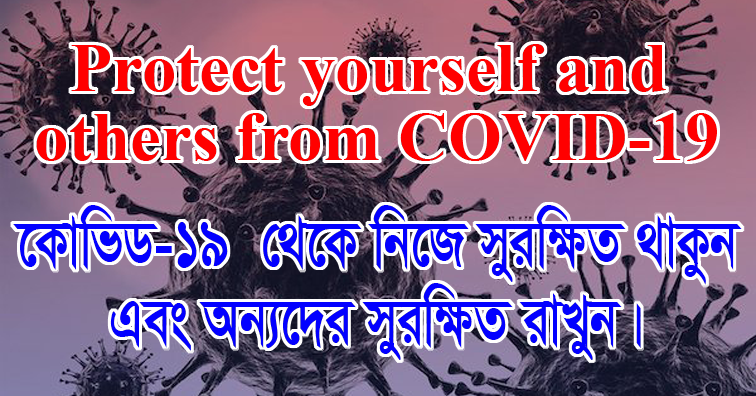 Protect yourself and
others from COVID-19
কোভিড-১৯ থেকে নিজে সুরক্ষিত থাকুন
এবং অন্যদের সুরক্ষিত রাখুন।